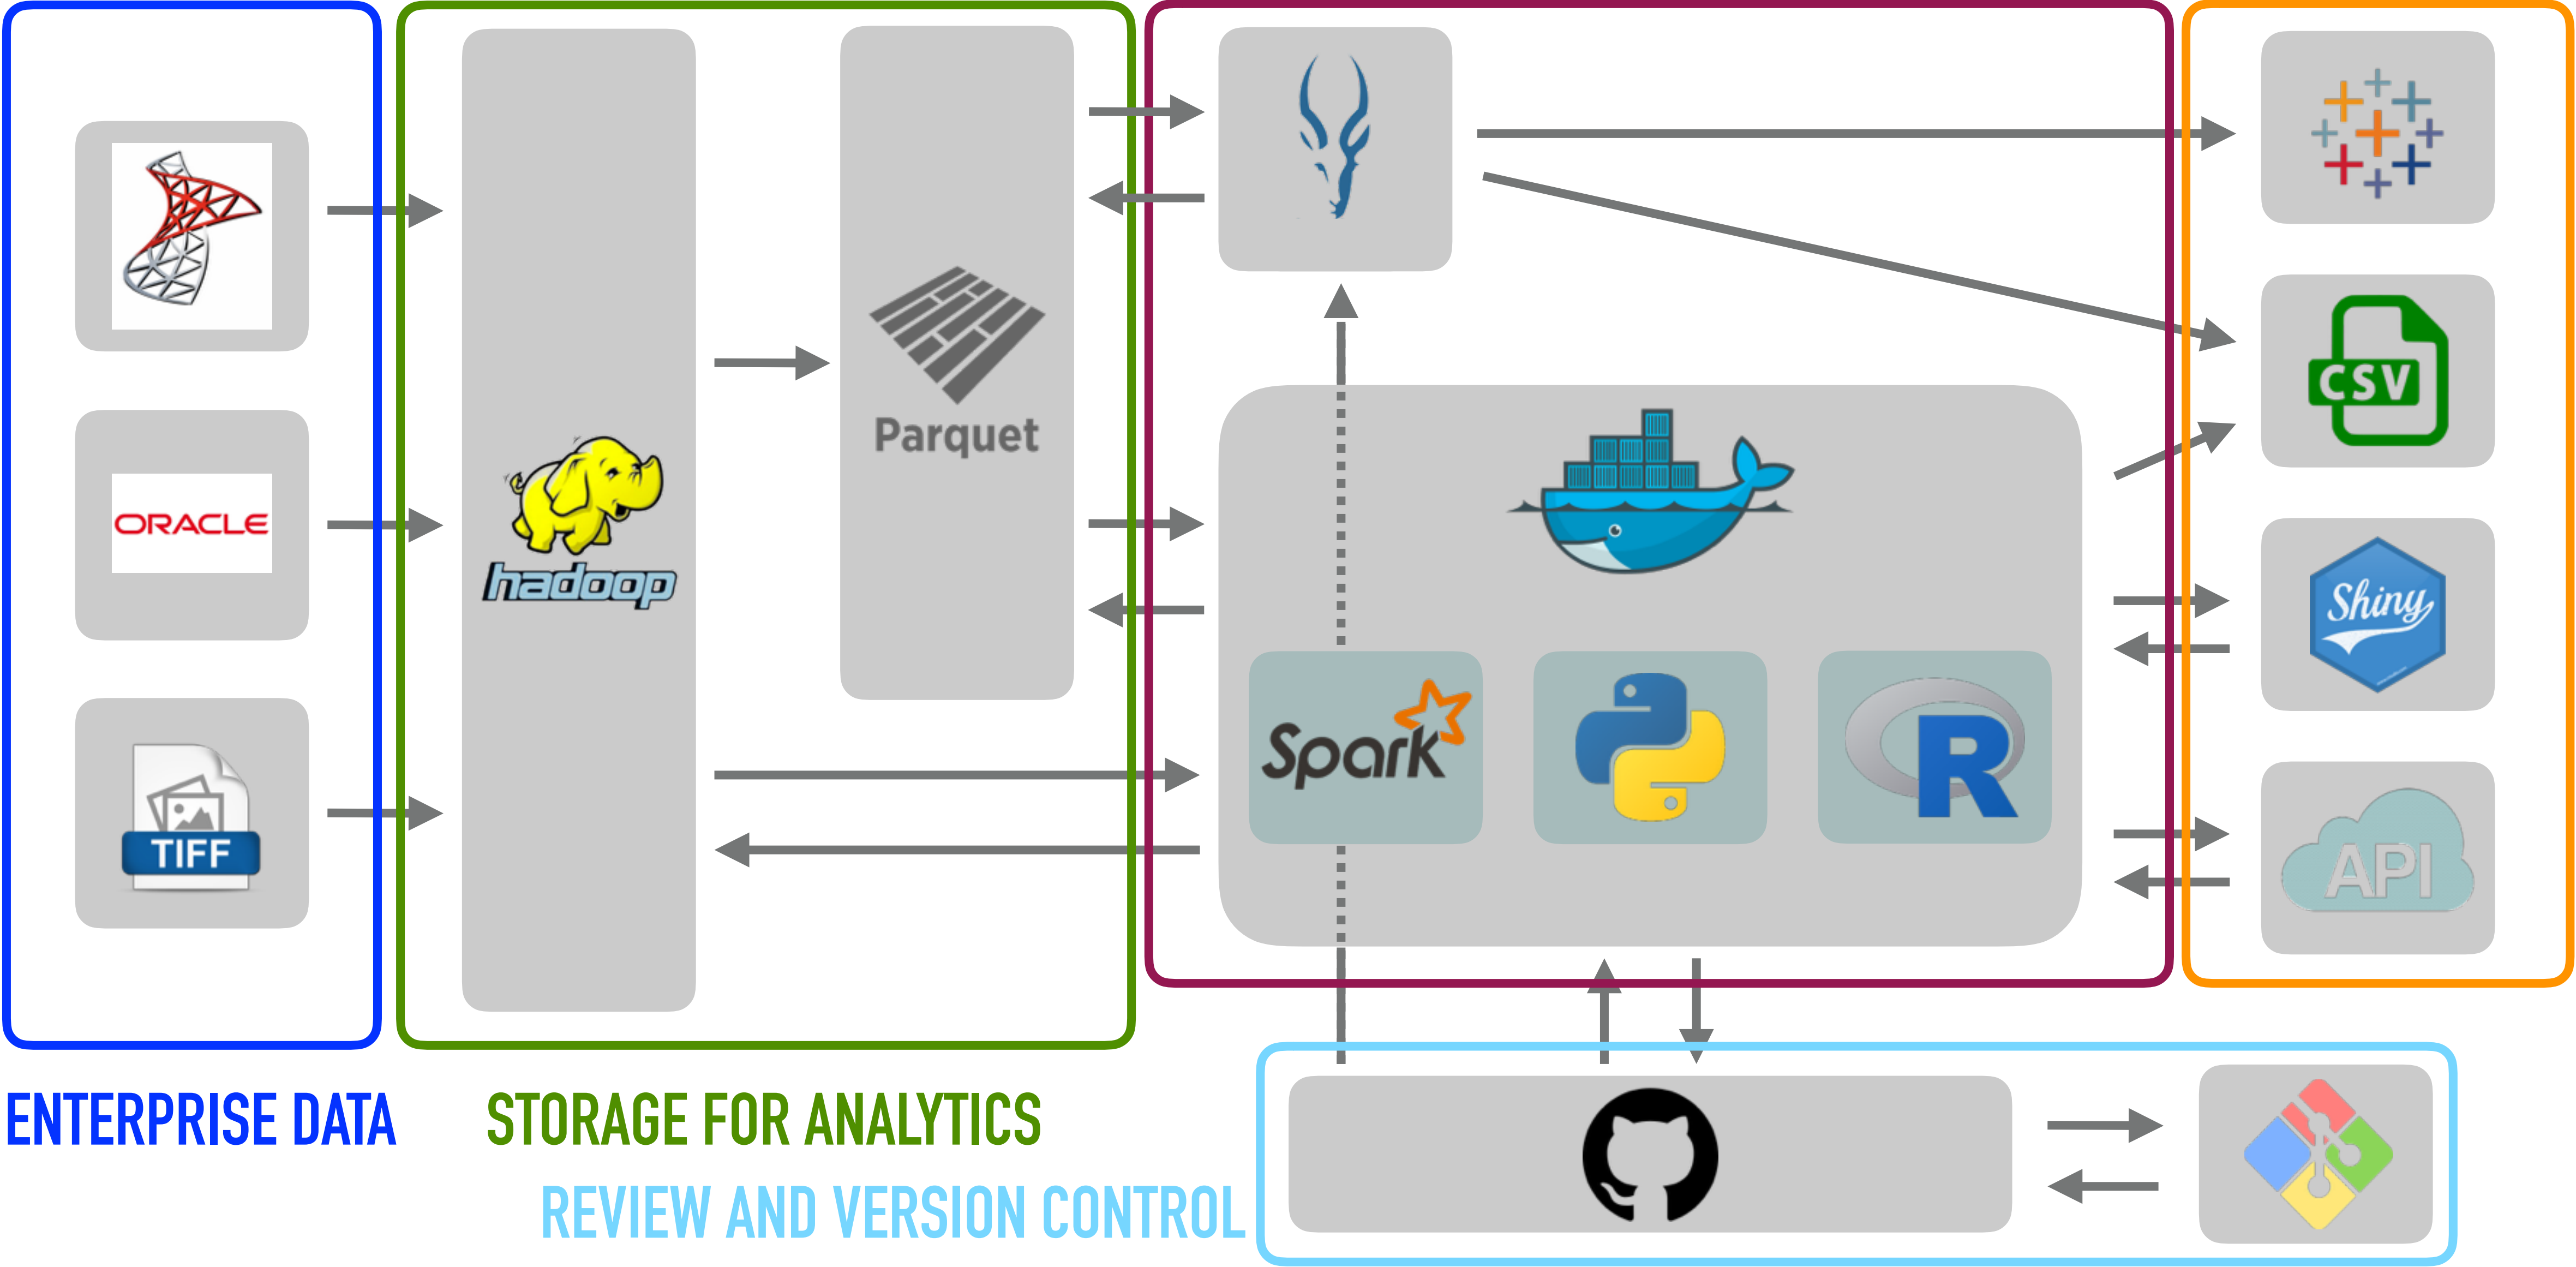 ORACLE
TIFF
hadoop
Parquet
Spark
R
CSV
Shiny
API
ENTERPRISE DATA
STORAGE FOR ANALYTICS
REVIEW AND VERSION CONTROL